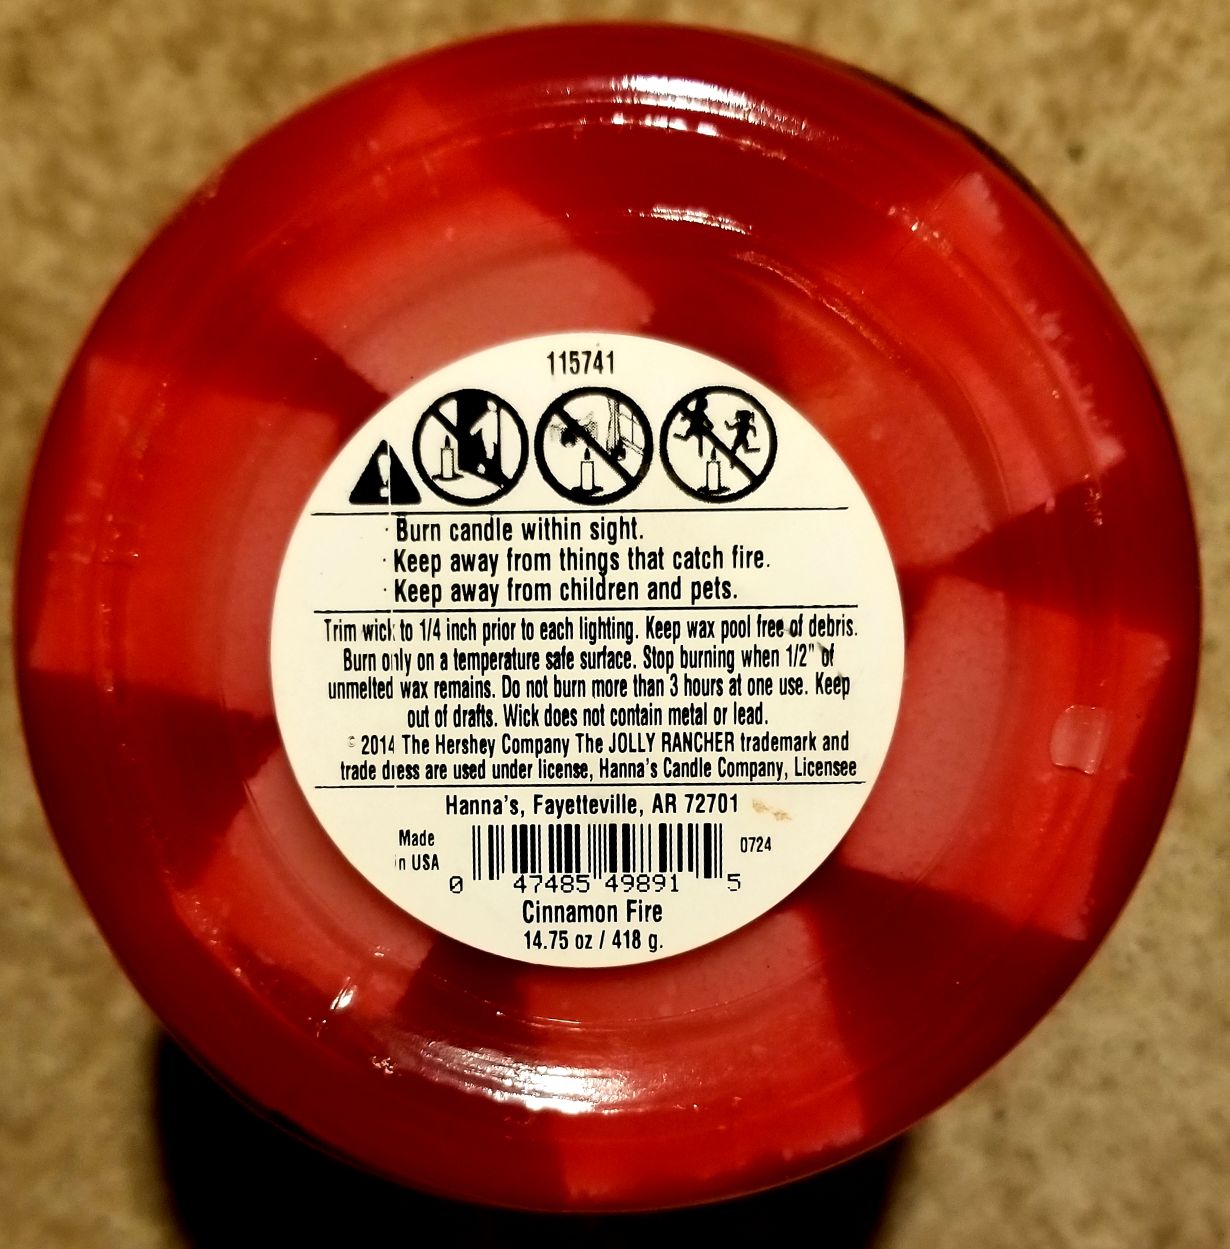 115741
· Burn candle within sight.
· Keep away from things that catch fire.
· Keep away from children and pets.
Trim wick to 1/4 inch prior to each lighting. Keep wax pool free of debris.
Burn only on a temperature safe surface. Stop burning when 1/2" of
unmelted wax remains. Do not burn more than 3 hours at one use. Keep
out of drafts. Wick does not contain metal or lead.
© 2014 The Hershey Company The JOLLY RANCHER trademark and
trade dress are used under license, Hanna's Candle Company, Licensee
Hanna's, Fayetteville, AR 72701
Made
in USA
0724
0 47485 49891 5
Cinnamon Fire
14.75 oz / 418 g.